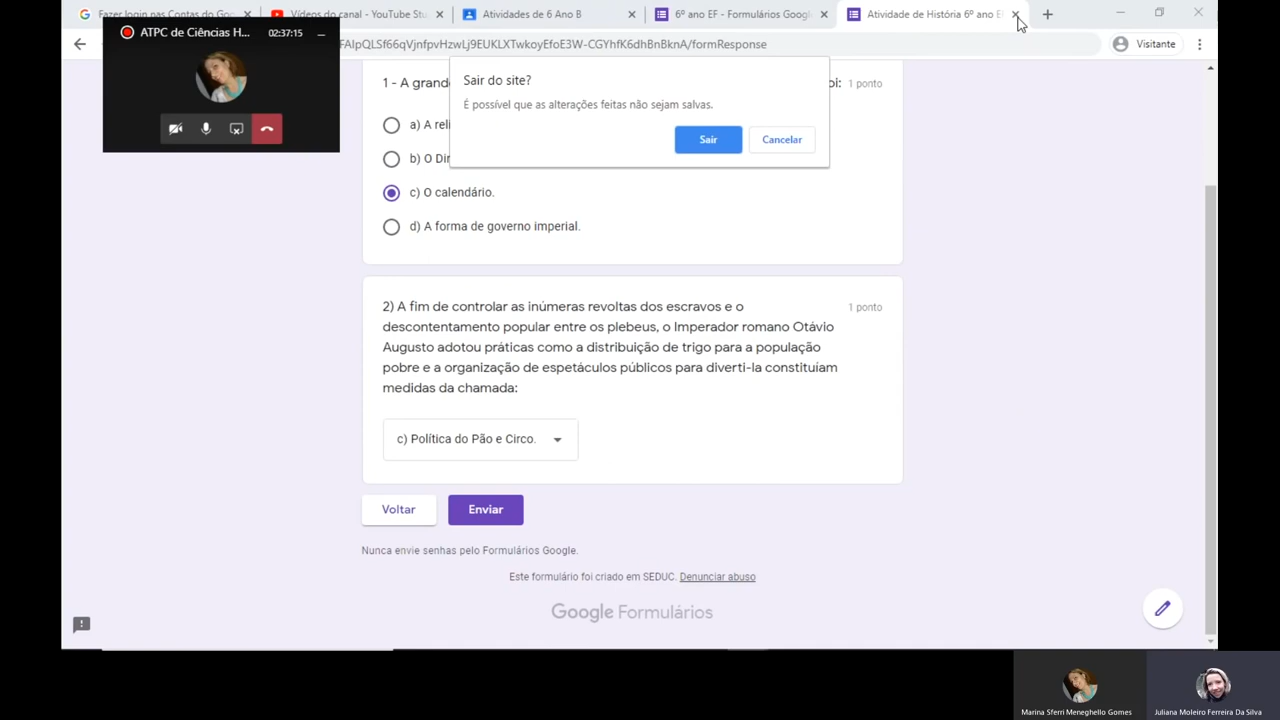 Fazer login nas Contas do Goo
Vídeos do canal - YouTube Stu
Atividades de 6 Ano B
6º ano EF - Formulários Googl
Atividade de História 6º ano EF
ATPC de Ciências H...
02:37:15
FAIpQLSf66qVjnfpvHzwLj9EUKLXTwkoyEfoE3W-CGYhfK6dhBnBknA/formResponse
Visitante
Sair do site?
É possível que as alterações feitas não sejam salvas.
Sair
Cancelar
1 - A grand
oi:
1 ponto
a) A reli
b) O Dir
c) O calendário.
d) A forma de governo imperial.
2) A fim de controlar as inúmeras revoltas dos escravos e o
1 ponto
descontentamento popular entre os plebeus, o Imperador romano Otávio
Augusto adotou práticas como a distribuição de trigo para a população
pobre e a organização de espetáculos públicos para diverti-la constituíam
medidas da chamada:
c) Política do Pão e Circo.
Voltar
Enviar
Nunca envie senhas pelo Formulários Google.
Este formulário foi criado em SEDUC. Denunciar abuso
Google Formulários
Marina Sferri Meneghello Gomes
Juliana Moleiro Ferreira Da Silva